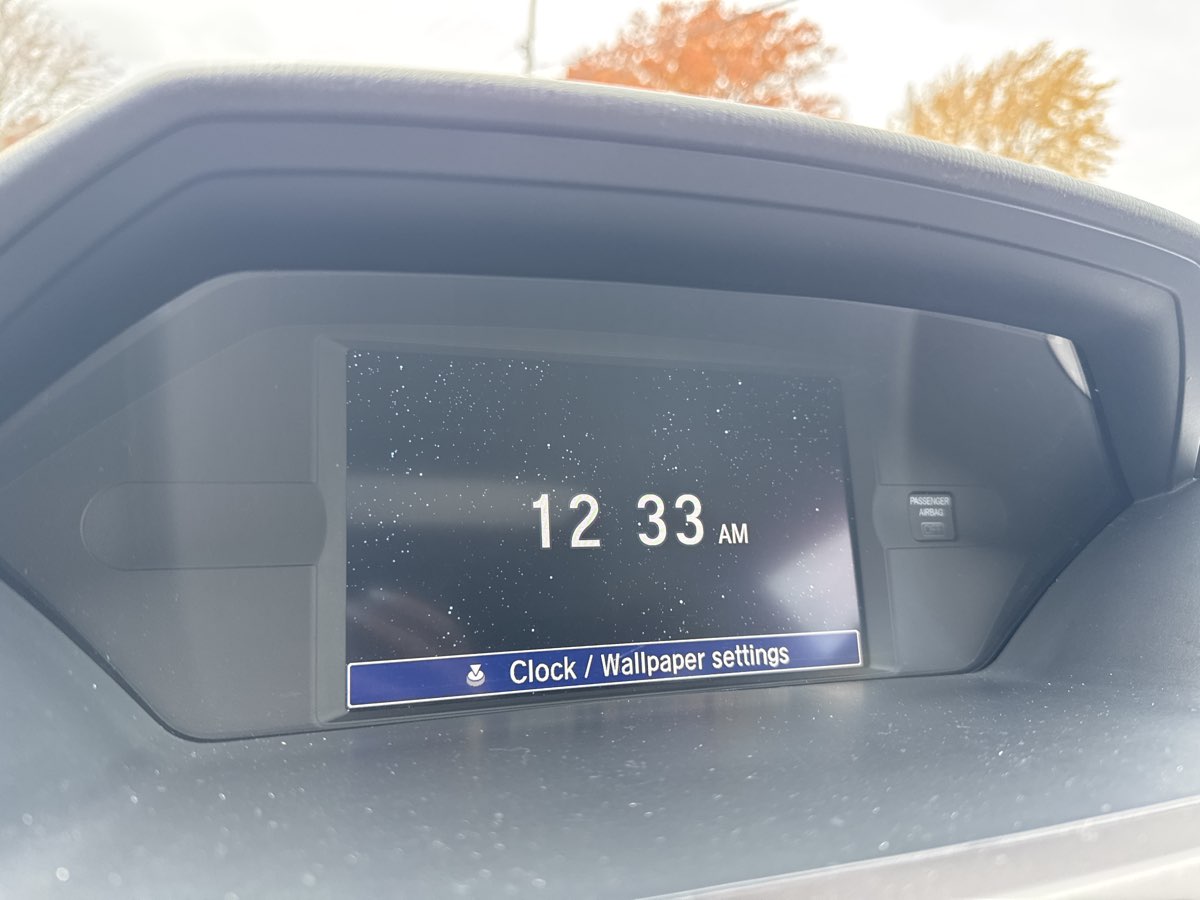 12 33 AM
Clock / Wallpaper settings
PASSENGER
AIRBAG